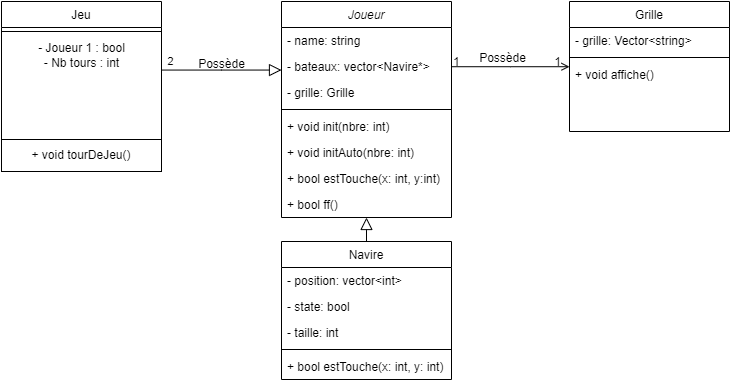 Jeu
- Joueur 1 : bool
- Nb tours : int
+ void tourDeJeu()
2
Possède
Joueur
- name: string
- bateaux: vector<Navire*>
- grille: Grille
+ void init(nbre: int)
+ void initAuto(nbre: int)
+ bool estTouche(x: int, y:int)
+ bool ff()
1
Possède
1
Grille
- grille: Vector<string>
+ void affiche()
Navire
- position: vector<int>
- state: bool
- taille: int
+ bool estTouche(x: int, y: int)